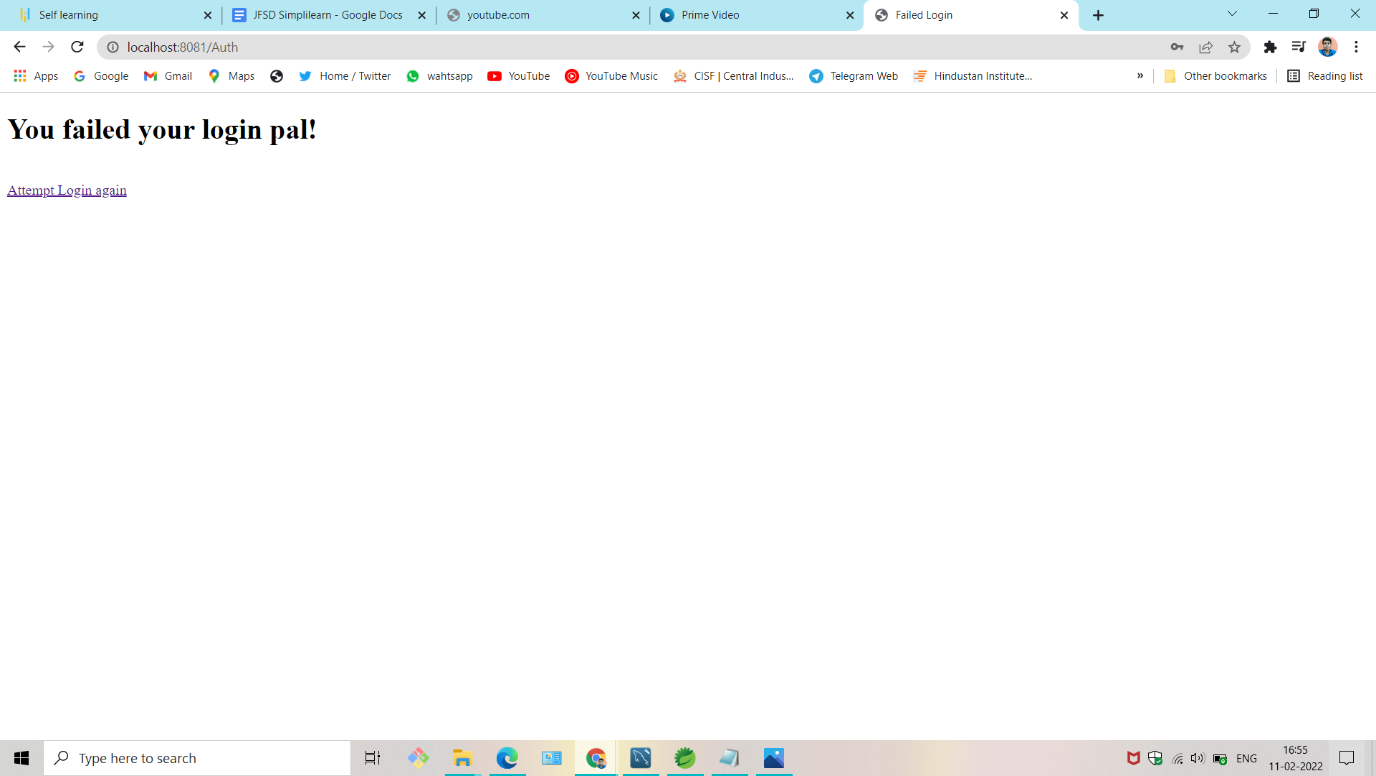 Self learning
JFSD Simplilearn - Google Docs
youtube.com
Prime Video
Failed Login
localhost:8081/Auth
Apps
Google
Gmail
Maps
Home / Twitter
wahtsapp
YouTube
YouTube Music
CISF | Central Indus...
Telegram Web
Hindustan Institute...
»
Other bookmarks
Reading list
You failed your login pal!
Attempt Login again
Type here to search
ENG
16:55
11-02-2022